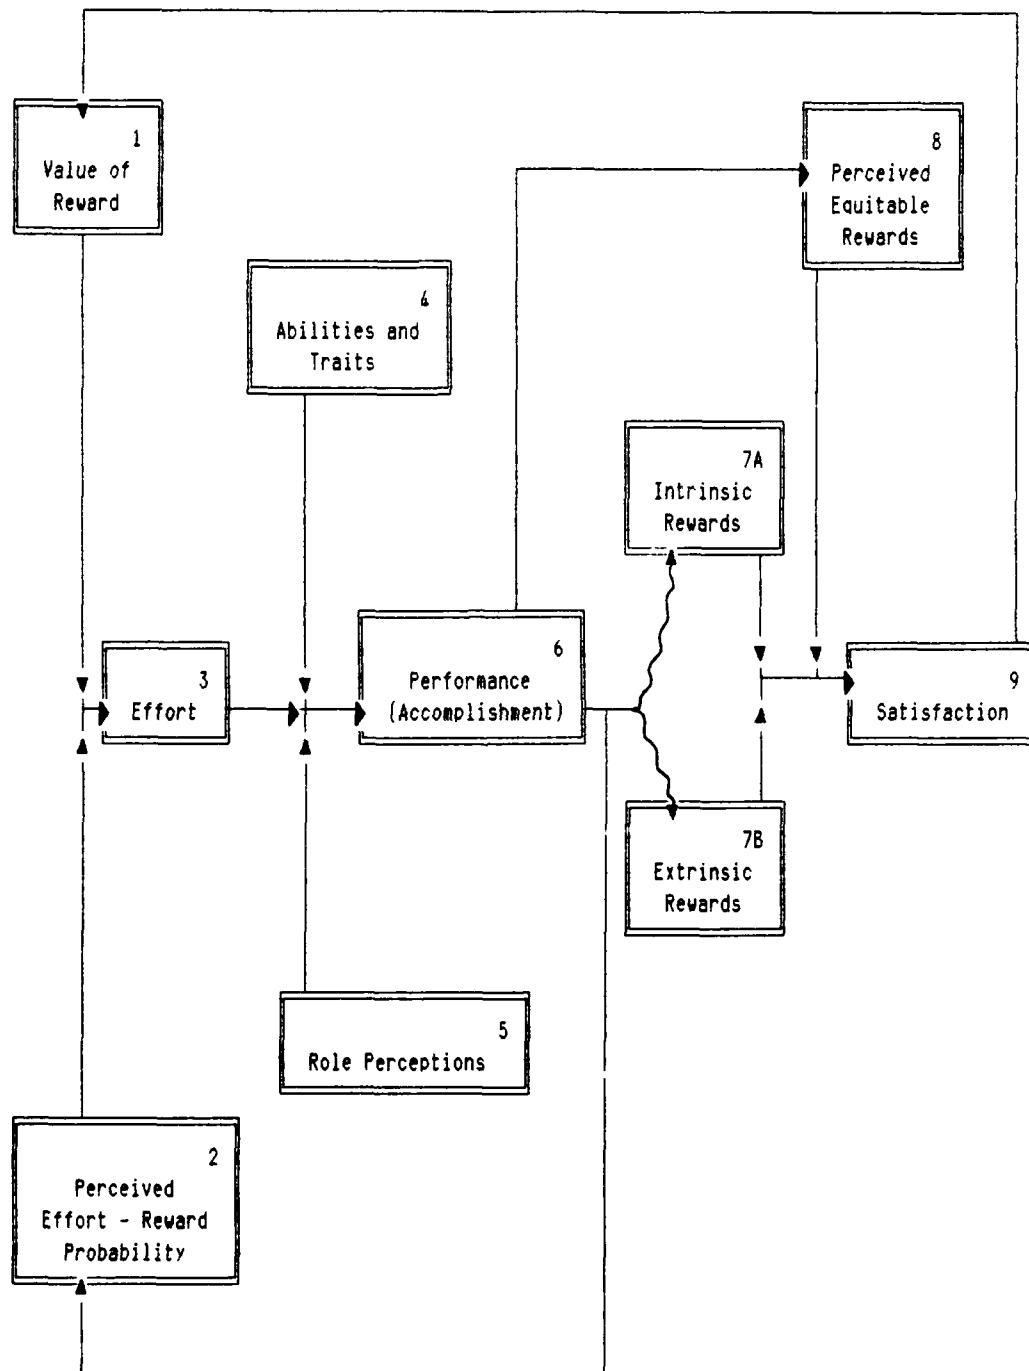 1
Value of
Reward
8
Perceived
Equitable
Rewards
4
Abilities and
Traits
7A
Intrinsic
Rewards
3
Effort
6
Performance
(Accomplishment)
9
Satisfaction
7B
Extrinsic
Rewards
5
Role Perceptions
2
Perceived
Effort - Reward
Probability